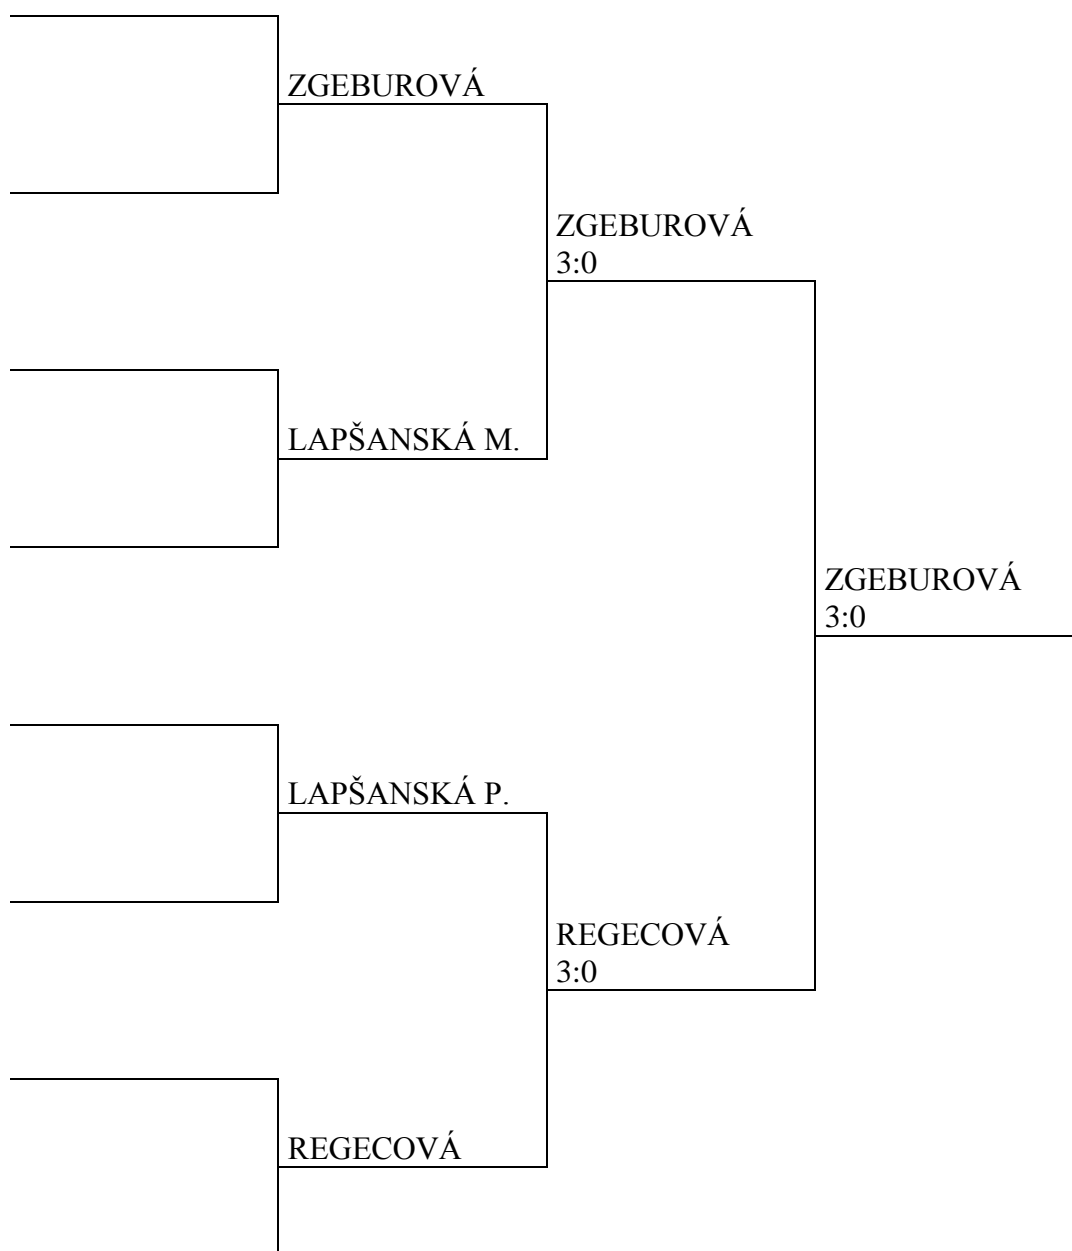 ZGEBUROVÁ
ZGEBUROVÁ
3:0
LAPŠANSKÁ M.
ZGEBUROVÁ
3:0
LAPŠANSKÁ P.
REGECOVÁ
3:0
REGECOVÁ